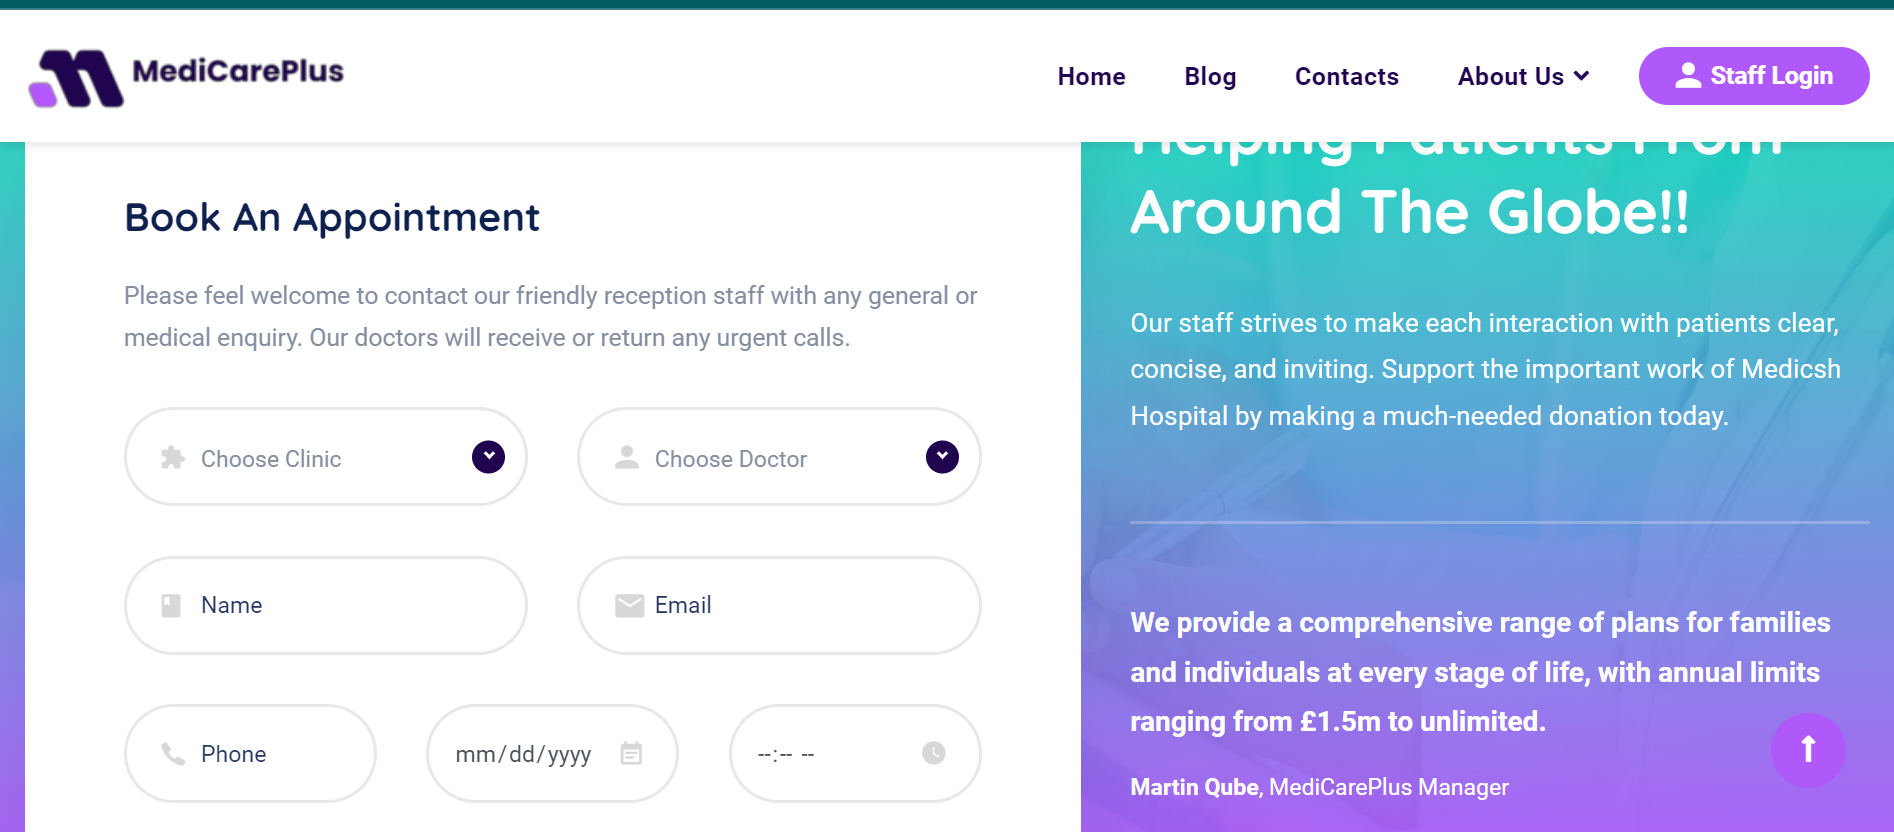 MediCarePlus
Home
Blog
Contacts
About Us
Staff Login
Book An Appointment
Please feel welcome to contact our friendly reception staff with any general or
medical enquiry. Our doctors will receive or return any urgent calls.
Choose Clinic
Choose Doctor
Name
Email
Phone
mm/dd/yyyy
--:-- --
Helping Patients From
Around The Globe!!
Our staff strives to make each interaction with patients clear,
concise, and inviting. Support the important work of Medicsh
Hospital by making a much-needed donation today.
We provide a comprehensive range of plans for families
and individuals at every stage of life, with annual limits
ranging from £1.5m to unlimited.
Martin Qube, MediCarePlus Manager